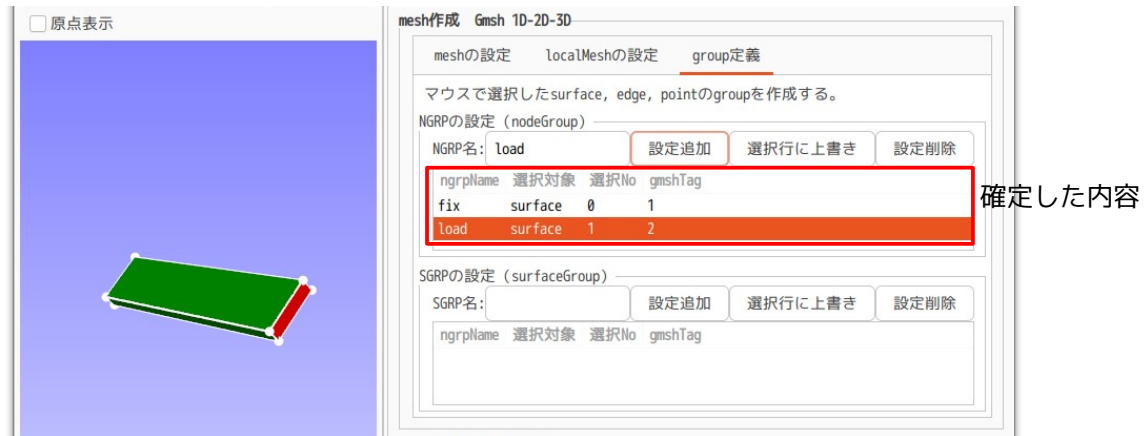 原点表示
mesh作成 Gmsh 1D-2D-3D
meshの設定 localMeshの設定 group定義
マウスで選択したsurface, edge, pointのgroupを作成する。
NGRPの設定 (nodeGroup)
NGRP名: load 設定追加 選択行に上書き 設定削除
ngrpName 選択対象 選択No gmshTag
fix surface 0 1
load surface 1 2
確定した内容
SGRPの設定 (surfaceGroup)
SGRP名: 設定追加 選択行に上書き 設定削除
ngrpName 選択対象 選択No gmshTag